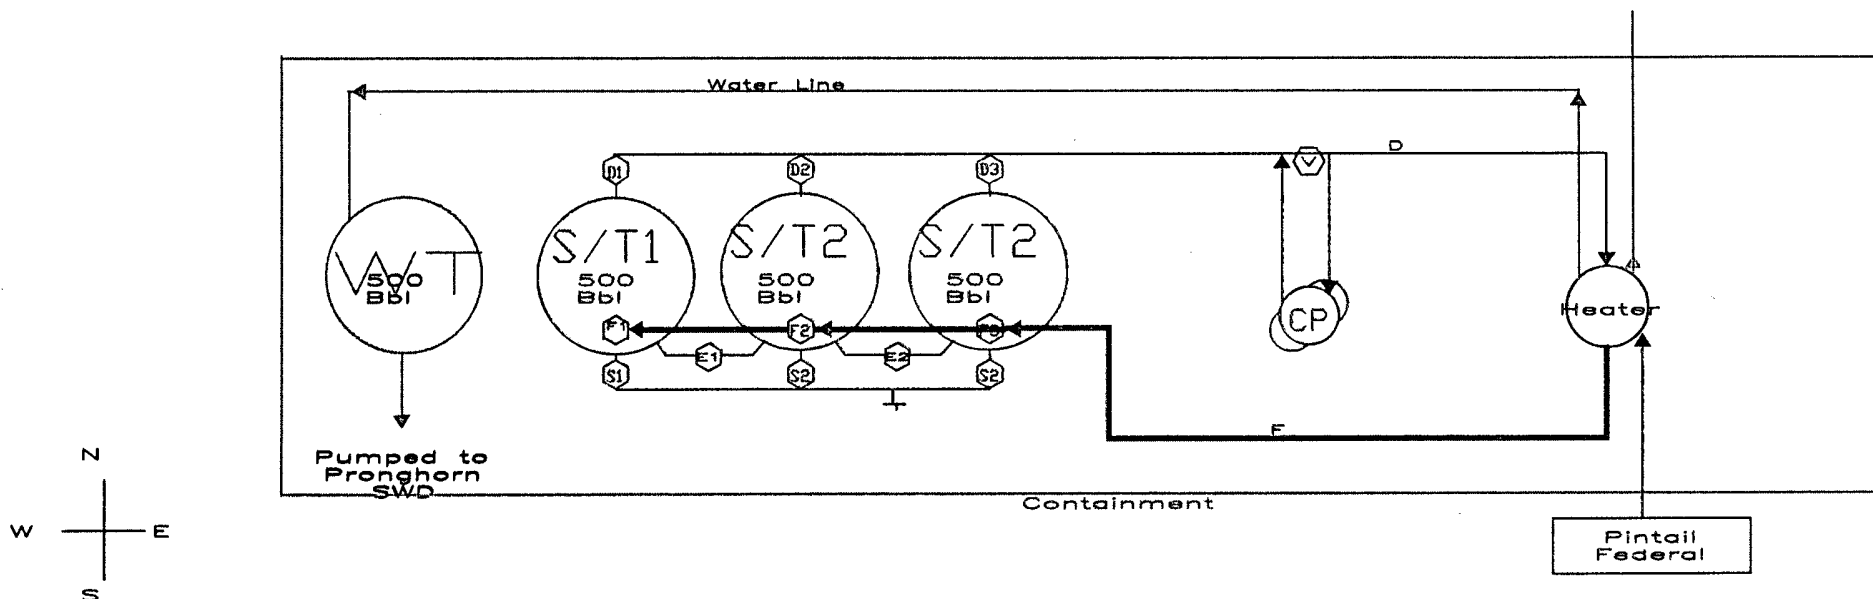 Water Line
D
D1
D2
D3
V
S/T1
500
Bbl
S/T2
500
Bbl
S/T2
500
Bbl
WT
500
Bbl
CP
Heater
F1
F2
E1
E2
S1
S2
S2
F
Pumped to
Pronghorn
SWD
Containment
Pintail
Federal
N
W
E
S